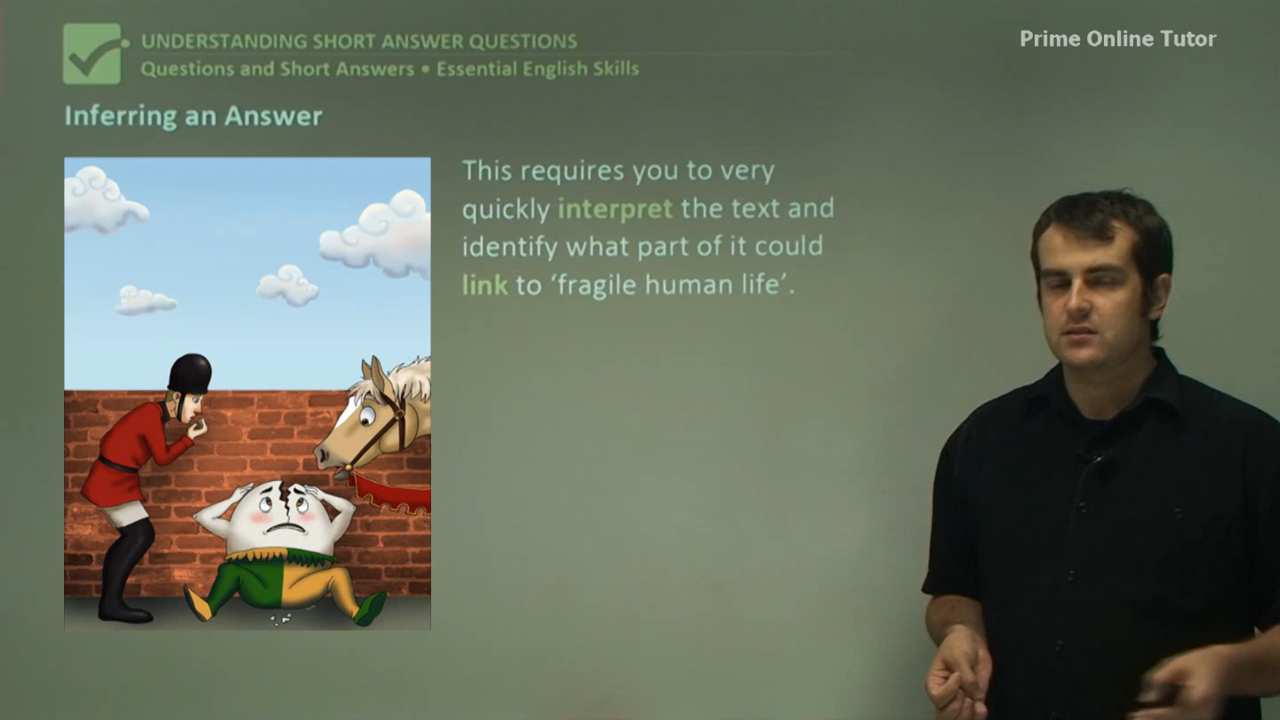 UNDERSTANDING SHORT ANSWER QUESTIONS
Questions and Short Answers • Essential English Skills
Prime Online Tutor
Inferring an Answer
This requires you to very
quickly interpret the text and
identify what part of it could
link to ‘fragile human life’.